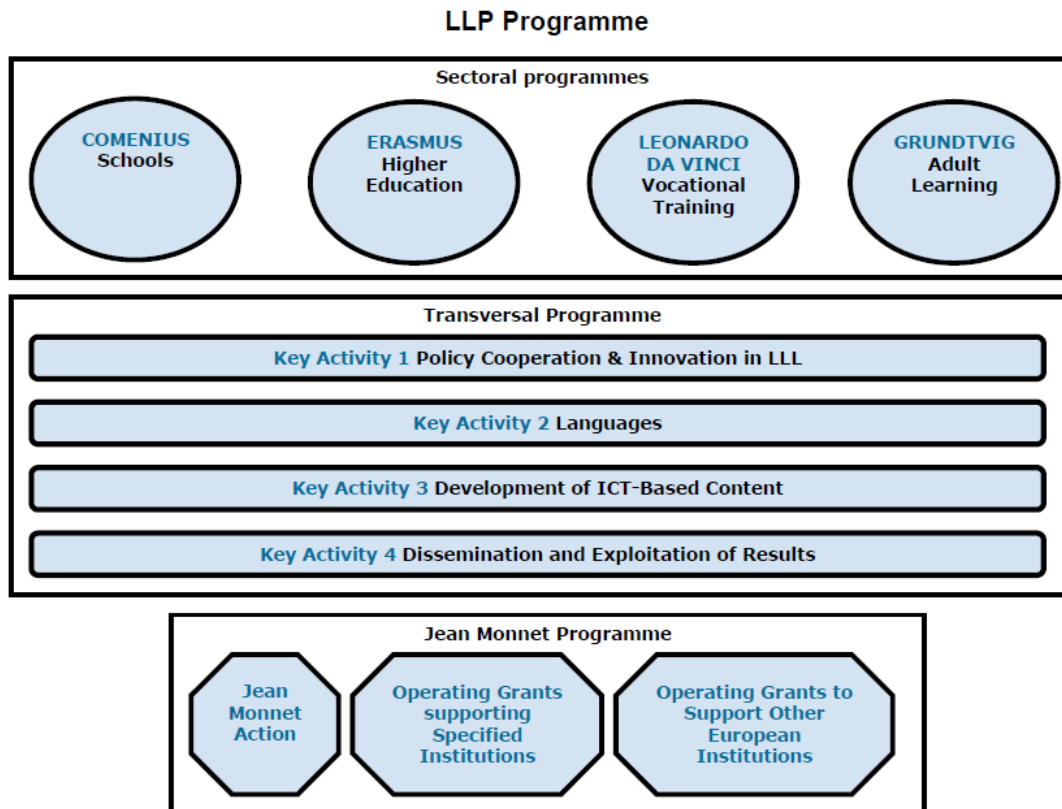 LLP Programme
Sectoral programmes
COMENIUS
Schools
ERASMUS
Higher
Education
LEONARDO
DA VINCI
Vocational
Training
GRUNDTVIG
Adult
Learning
Transversal Programme
Key Activity 1 Policy Cooperation & Innovation in LLL
Key Activity 2 Languages
Key Activity 3 Development of ICT-Based Content
Key Activity 4 Dissemination and Exploitation of Results
Jean Monnet Programme
Jean
Monnet
Action
Operating Grants
supporting
Specified
Institutions
Operating Grants to
Support Other
European
Institutions